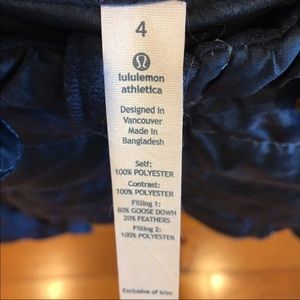 4
lululemon
athletica
Designed in
Vancouver
Made in
Bangladesh
Self:
100% POLYESTER
Contrast:
100% POLYESTER
Filling 1:
80% GOOSE DOWN
20% FEATHERS
Filling 2:
100% POLYESTER
Exclusive of trim